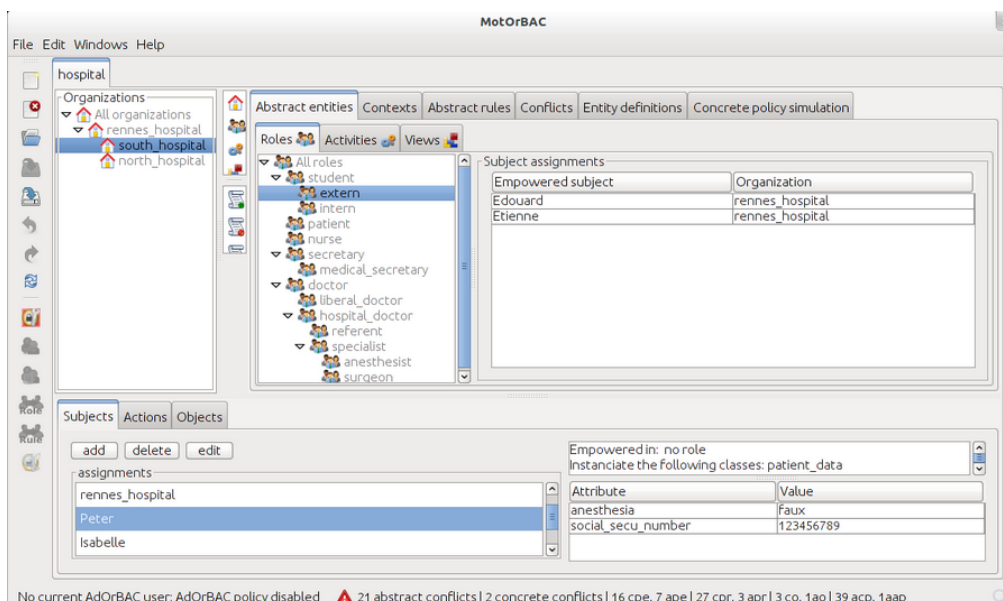 MotOrBAC
File Edit Windows Help
hospital
Organizations
All organizations
rennes_hospital
south_hospital
north_hospital
Abstract entities Contexts Abstract rules Conflicts Entity definitions Concrete policy simulation
Roles Activities Views
All roles
student
extern
intern
patient
nurse
secretary
medical_secretary
doctor
liberal_doctor
hospital_doctor
referent
specialist
anesthesist
surgeon
Subject assignments
Empowered subject Organization
Edouard rennes_hospital
Etienne rennes_hospital
Role
Rule
Subjects Actions Objects
add delete edit
assignments
rennes_hospital
Peter
Isabelle
Empowered in: no role
Instanciate the following classes: patient_data
Attribute Value
anesthesia faux
social_secu_number 123456789
No current AdOrBAC user: AdOrBAC policy disabled 21 abstract conflicts | 2 concrete conflicts | 16 cpe, 7 ape | 27 cpr, 3 apr | 3 co, 1ao | 39 acp, 1aap